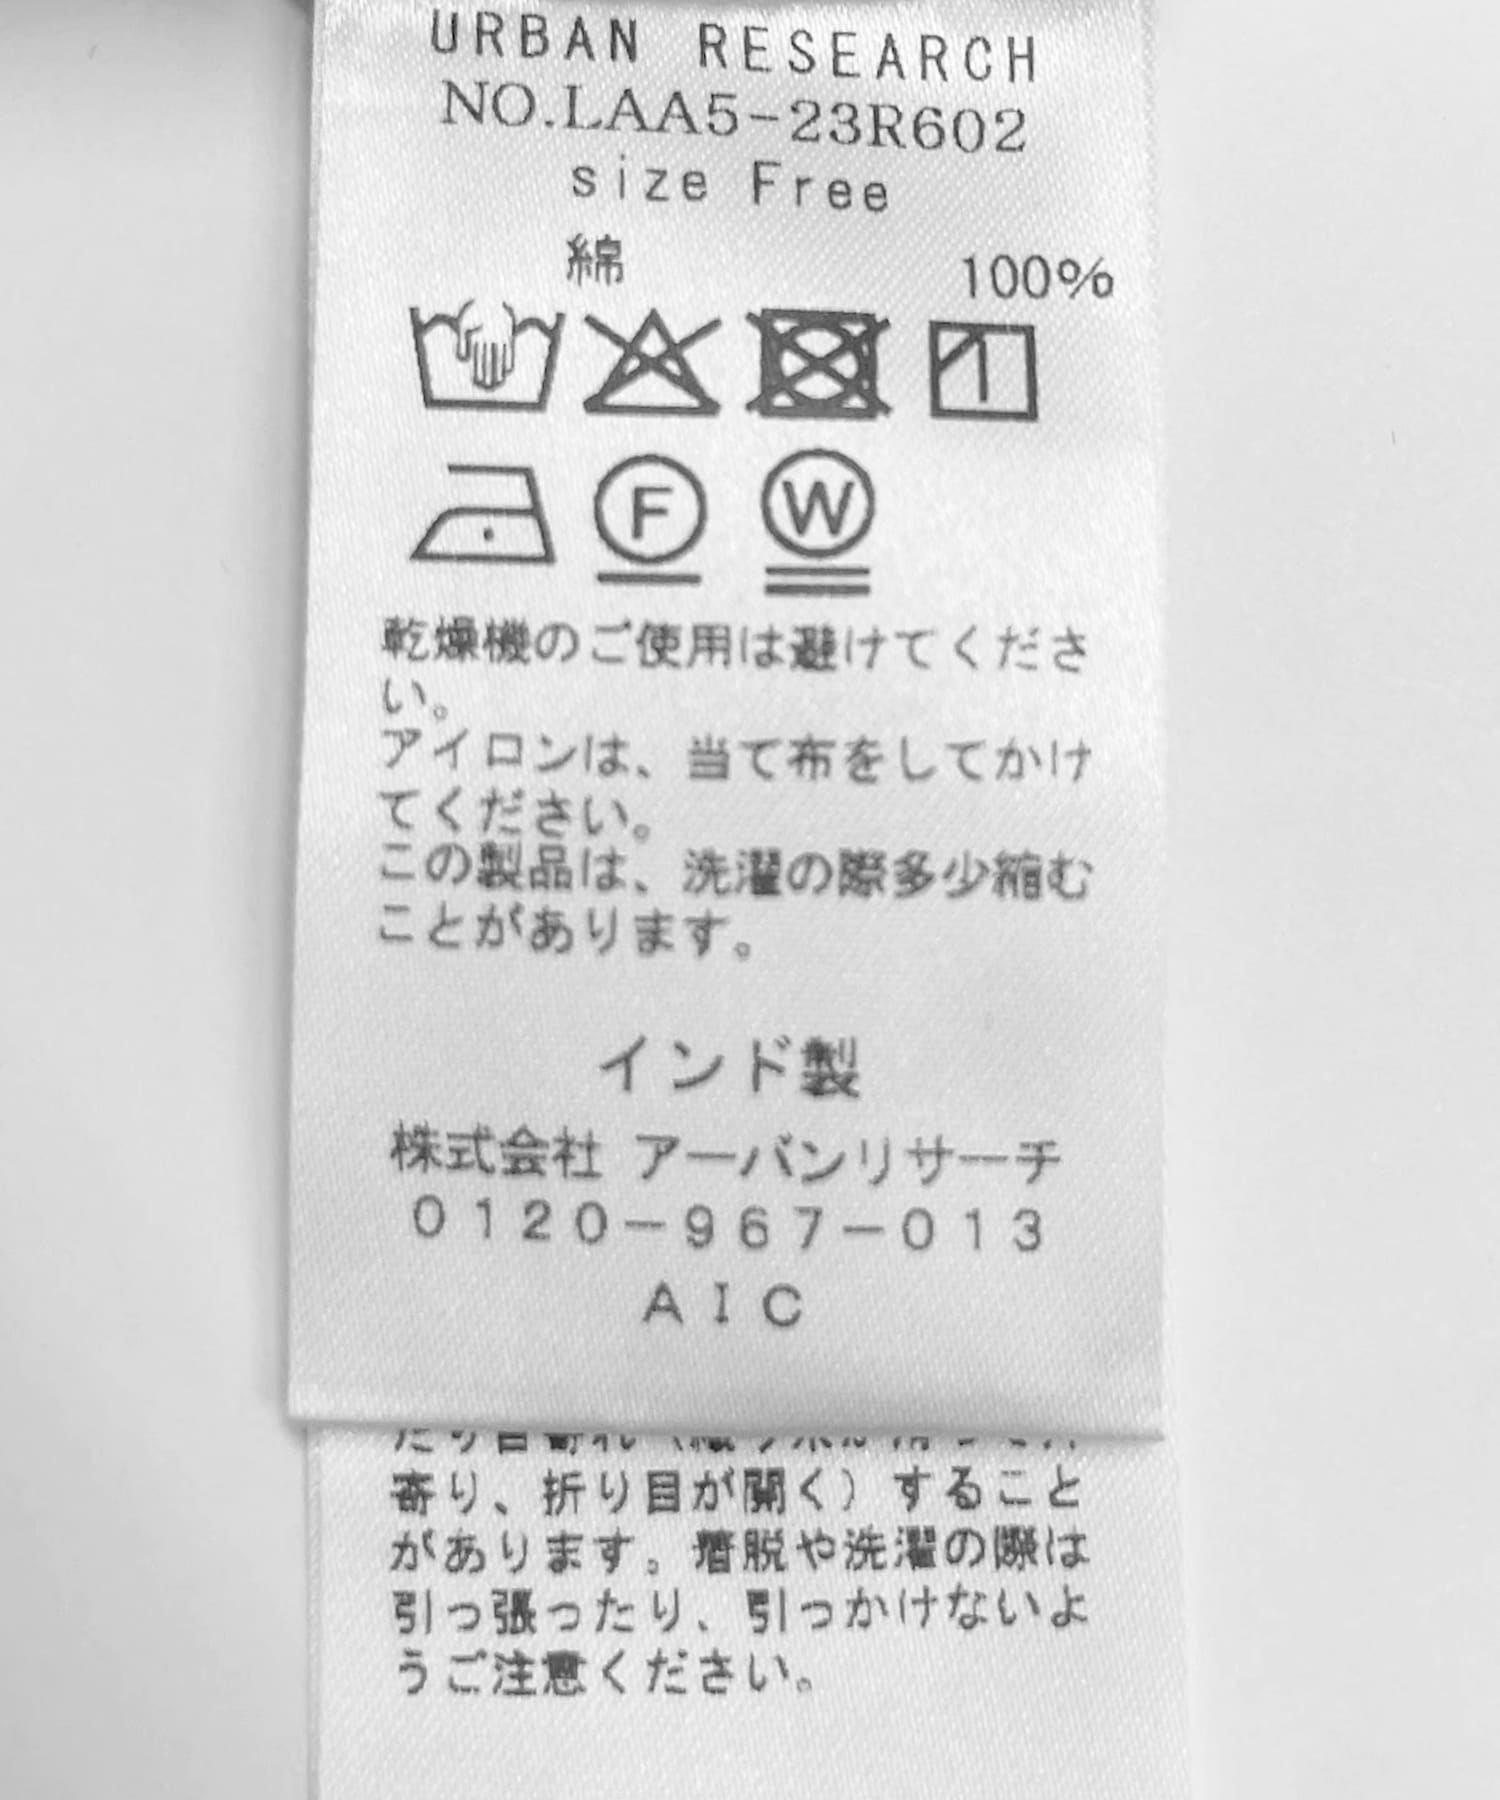 URBAN RESEARCH
NO.LAA5-23R602
size Free
綿 100%
F W
乾燥機のご使用は避けてくださ
い。
アイロンは、当て布をしてかけ
てください。
この製品は、洗濯の際多少縮む
ことがあります。
インド製
株式会社 アーバンリサーチ
0120-967-013
AIC
寄り、折り目が開く）すること
があります。着脱や洗濯の際は
引っ張ったり、引っかけないよ
うご注意ください。